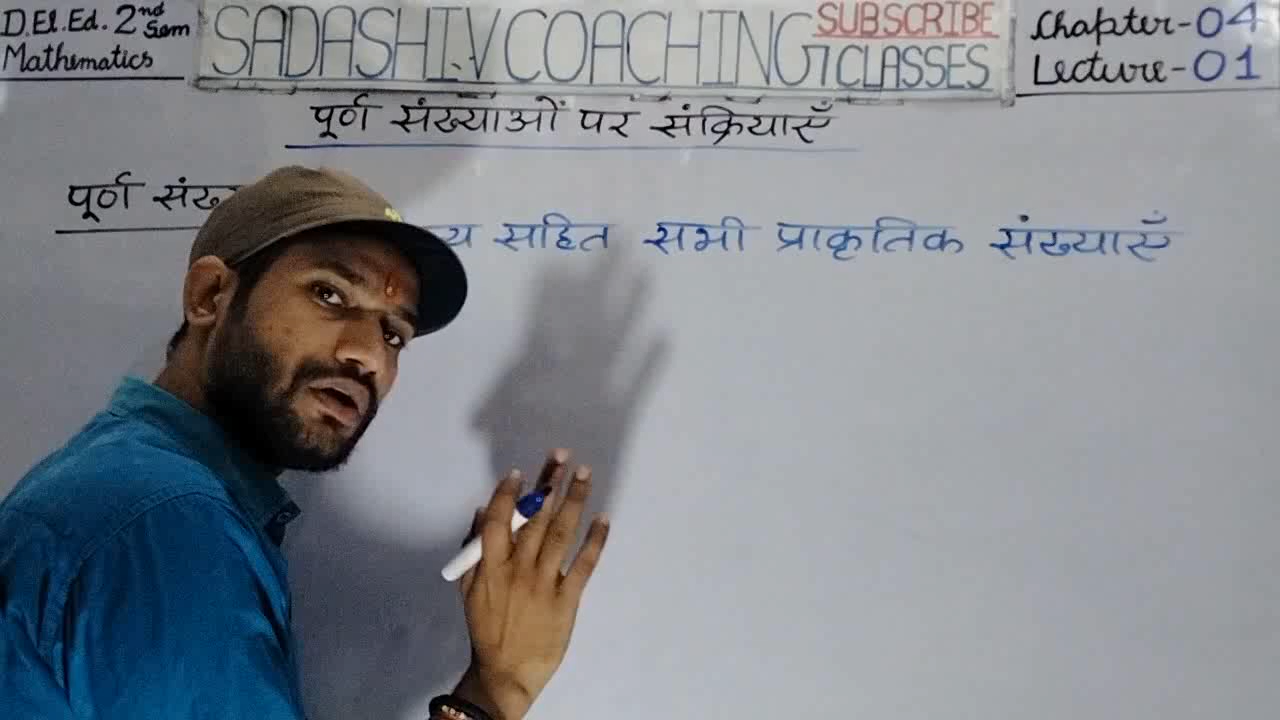 D.El.Ed. 2nd Sem
Mathematics
SADASHIV COACHING CLASSES
SUBSCRIBE
Chapter-04
Lecture-01
पूर्ण संख्याओं पर संक्रियाएँ
पूर्ण
सहित सभी प्राकृतिक संख्याएँ